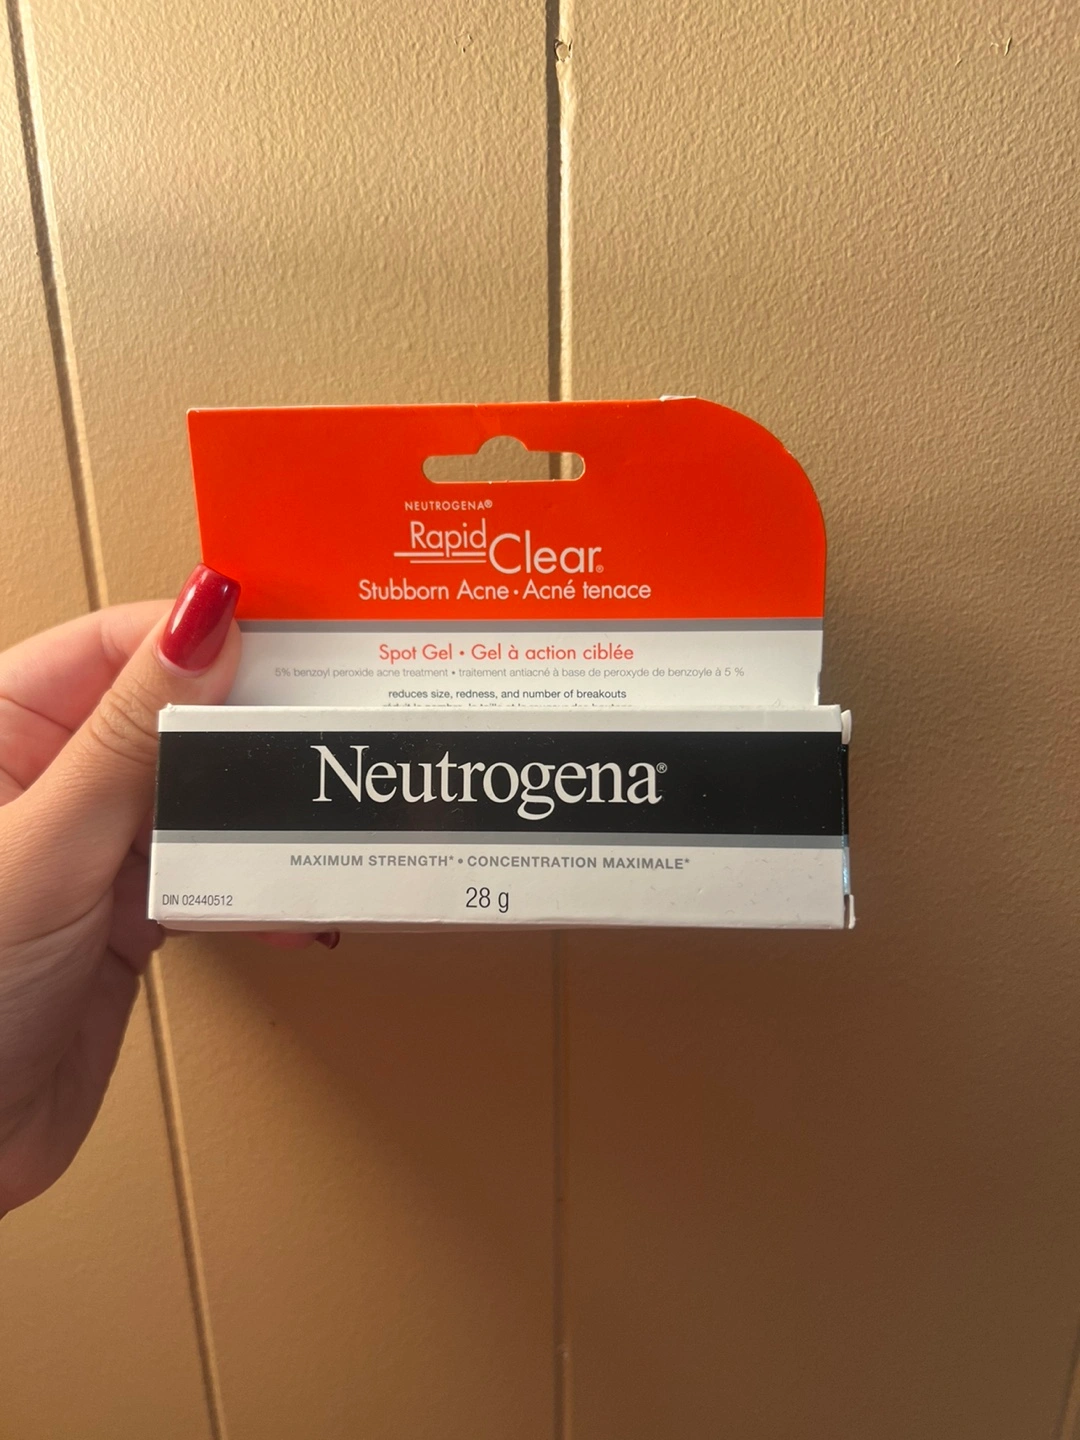 NEUTROGENA®
Rapid Clear®
Stubborn Acne • Acné tenace
Spot Gel • Gel à action ciblée
5% benzoyl peroxide acne treatment • traitement antiacné à base de peroxyde de benzoyle à 5 %
reduces size, redness, and number of breakouts
Neutrogena®
MAXIMUM STRENGTH* • CONCENTRATION MAXIMALE*
DIN 02440512
28 g